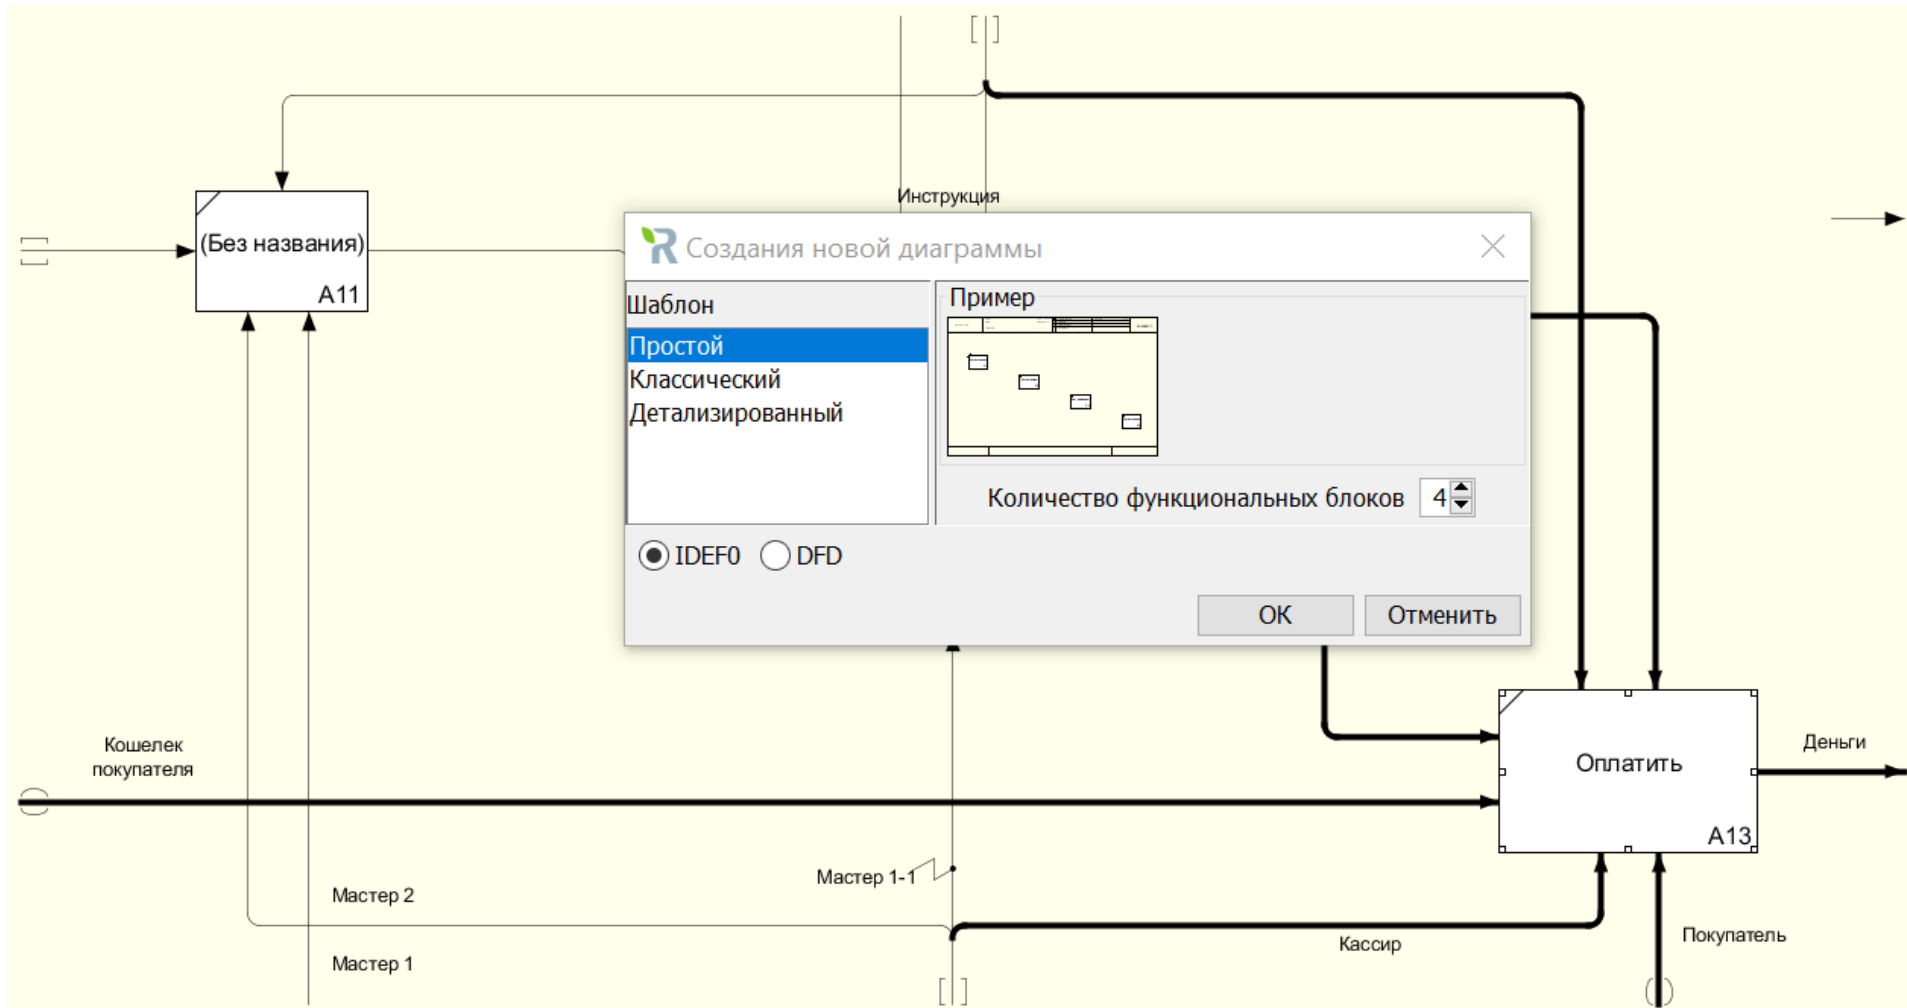 Инструкция
(Без названия)
A11
Создания новой диаграммы
Шаблон
Простой
Классический
Детализированный
Пример
Количество функциональных блоков 4
IDEF0 DFD
ОК Отменить
Кошелек
покупателя
Оплатить
A13
Деньги
Мастер 1-1
Мастер 2
Кассир
Покупатель
Мастер 1